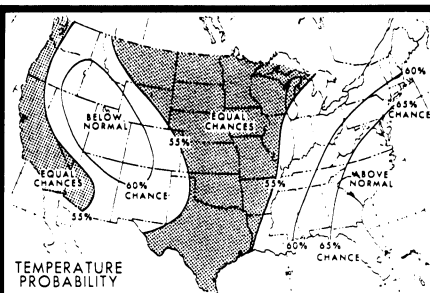 60%
65%
CHANCE
BELOW
NORMAL
EQUAL
CHANCES
55%
EQUAL
CHANCES
60%
CHANCE
55%
55%
ABOVE
NORMAL
60%
65%
CHANCE
TEMPERATURE
PROBABILITY